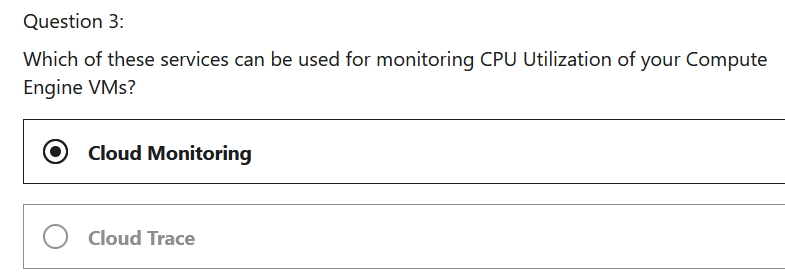 Question 3:
Which of these services can be used for monitoring CPU Utilization of your Compute
Engine VMs?
Cloud Monitoring
Cloud Trace